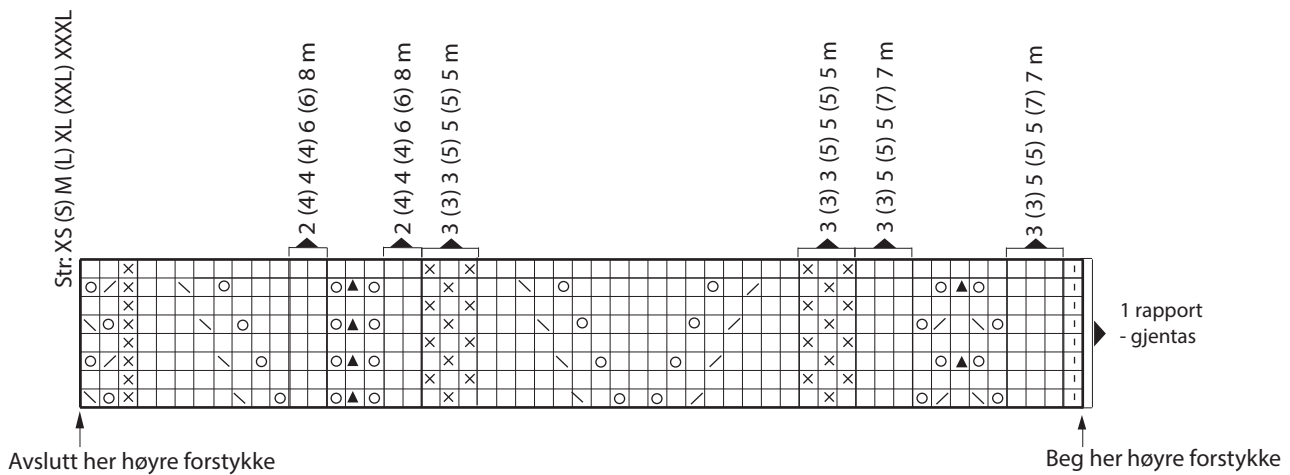 Str: XS (S) M (L) XL (XXL) XXXL
2 (4) 4 (4) 6 (6) 8 m
2 (4) 4 (4) 6 (6) 8 m
3 (3) 3 (5) 5 (5) 5 m
3 (3) 3 (5) 5 (5) 5 m
3 (3) 5 (5) 5 (7) 7 m
3 (3) 5 (5) 5 (7) 7 m
1 rapport
- gjentas
Avslutt her høyre forstykke
Beg her høyre forstykke